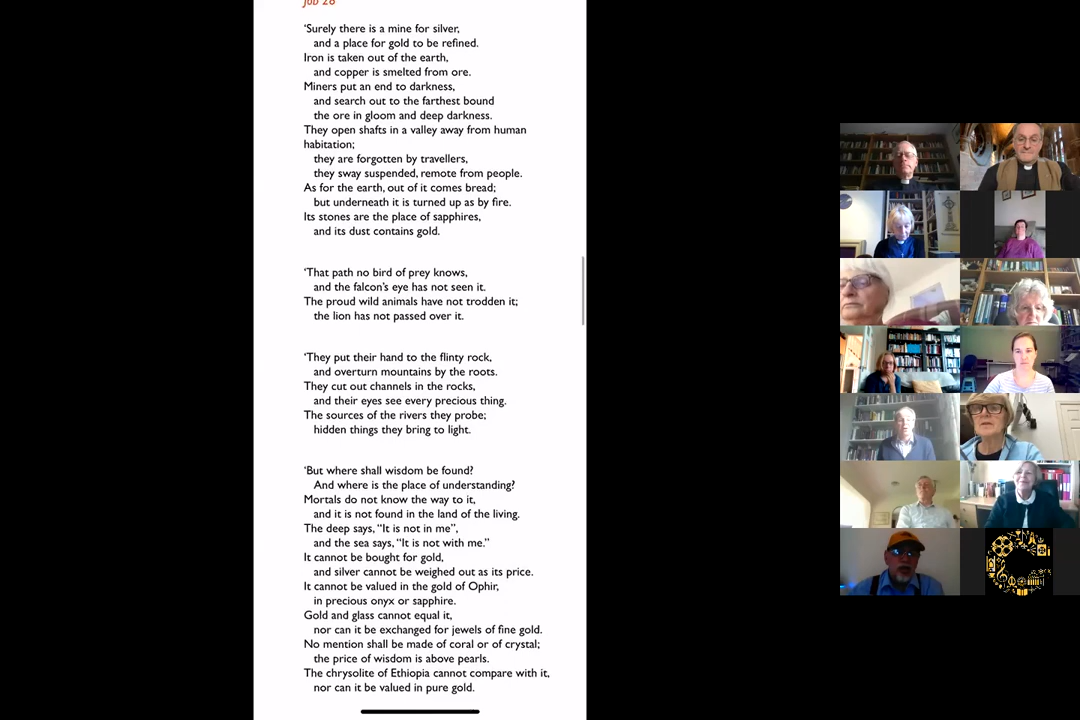 Job 28
‘Surely there is a mine for silver,
and a place for gold to be refined.
Iron is taken out of the earth,
and copper is smelted from ore.
Miners put an end to darkness,
and search out to the farthest bound
the ore in gloom and deep darkness.
They open shafts in a valley away from human
habitation;
they are forgotten by travellers,
they sway suspended, remote from people.
As for the earth, out of it comes bread;
but underneath it is turned up as by fire.
Its stones are the place of sapphires,
and its dust contains gold.
‘That path no bird of prey knows,
and the falcon’s eye has not seen it.
The proud wild animals have not trodden it;
the lion has not passed over it.
‘They put their hand to the flinty rock,
and overturn mountains by the roots.
They cut out channels in the rocks,
and their eyes see every precious thing.
The sources of the rivers they probe;
hidden things they bring to light.
‘But where shall wisdom be found?
And where is the place of understanding?
Mortals do not know the way to it,
and it is not found in the land of the living.
The deep says, “It is not in me”,
and the sea says, “It is not with me.”
It cannot be bought for gold,
and silver cannot be weighed out as its price.
It cannot be valued in the gold of Ophir,
in precious onyx or sapphire.
Gold and glass cannot equal it,
nor can it be exchanged for jewels of fine gold.
No mention shall be made of coral or of crystal;
the price of wisdom is above pearls.
The chrysolite of Ethiopia cannot compare with it,
nor can it be valued in pure gold.